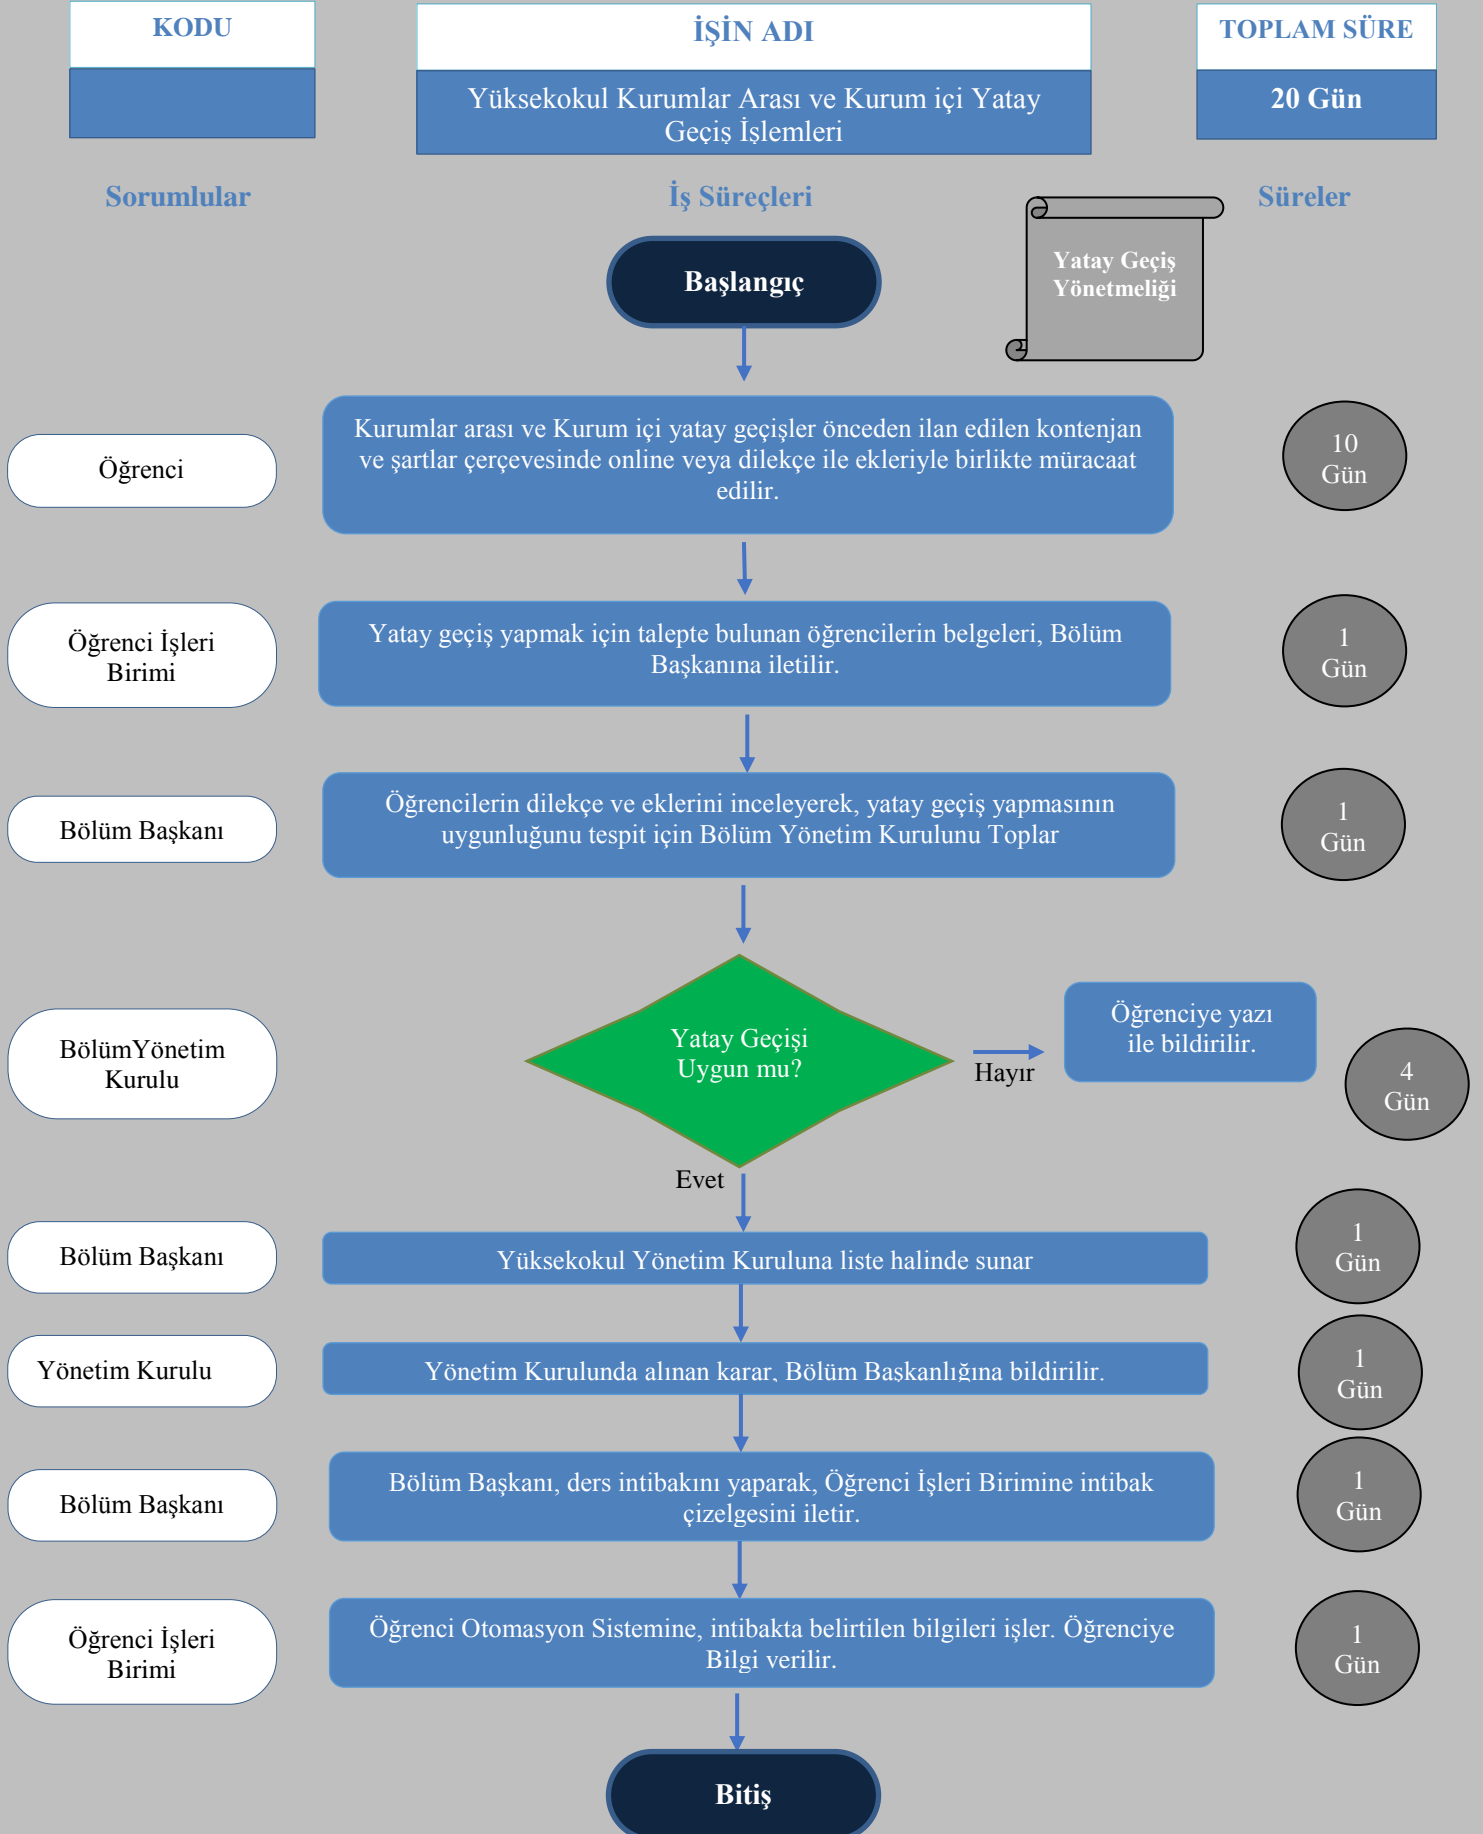 KODU
İŞİN ADI
TOPLAM SÜRE
Yüksekokul Kurumlar Arası ve Kurum içi Yatay
Geçiş İşlemleri
20 Gün
Sorumlular
İş Süreçleri
Süreler
Yatay Geçiş
Yönetmeliği
Başlangıç
Öğrenci
Kurumlar arası ve Kurum içi yatay geçişler önceden ilan edilen kontenjan
ve şartlar çerçevesinde online veya dilekçe ile ekleriyle birlikte müracaat
edilir.
10
Gün
Öğrenci İşleri
Birimi
Yatay geçiş yapmak için talepte bulunan öğrencilerin belgeleri, Bölüm
Başkanına iletilir.
1
Gün
Bölüm Başkanı
Öğrencilerin dilekçe ve eklerini inceleyerek, yatay geçiş yapmasının
uygunluğunu tespit için Bölüm Yönetim Kurulunu Toplar
1
Gün
BölümYönetim
Kurulu
Yatay Geçişi
Uygun mu?
Hayır
Öğrenciye yazı
ile bildirilir.
4
Gün
Evet
Bölüm Başkanı
Yüksekokul Yönetim Kuruluna liste halinde sunar
1
Gün
Yönetim Kurulu
Yönetim Kurulunda alınan karar, Bölüm Başkanlığına bildirilir.
1
Gün
Bölüm Başkanı
Bölüm Başkanı, ders intibakını yaparak, Öğrenci İşleri Birimine intibak
çizelgesini iletir.
1
Gün
Öğrenci İşleri
Birimi
Öğrenci Otomasyon Sistemine, intibakta belirtilen bilgileri işler. Öğrenciye
Bilgi verilir.
1
Gün
Bitiş